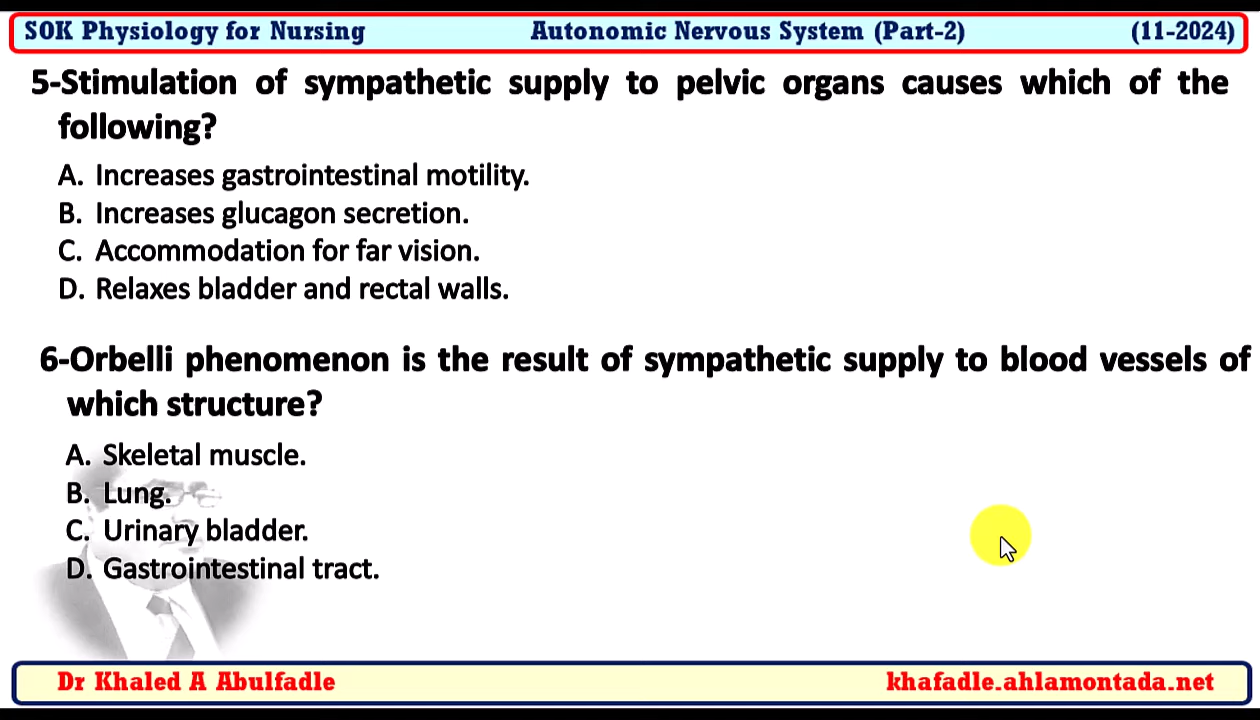 SOK Physiology for Nursing Autonomic Nervous System (Part-2) (11-2024)
5-Stimulation of sympathetic supply to pelvic organs causes which of the
following?
A. Increases gastrointestinal motility.
B. Increases glucagon secretion.
C. Accommodation for far vision.
D. Relaxes bladder and rectal walls.
6-Orbelli phenomenon is the result of sympathetic supply to blood vessels of
which structure?
A. Skeletal muscle.
B. Lung.
C. Urinary bladder.
D. Gastrointestinal tract.
Dr Khaled A Abulfadle khafadle.ahlamontada.net